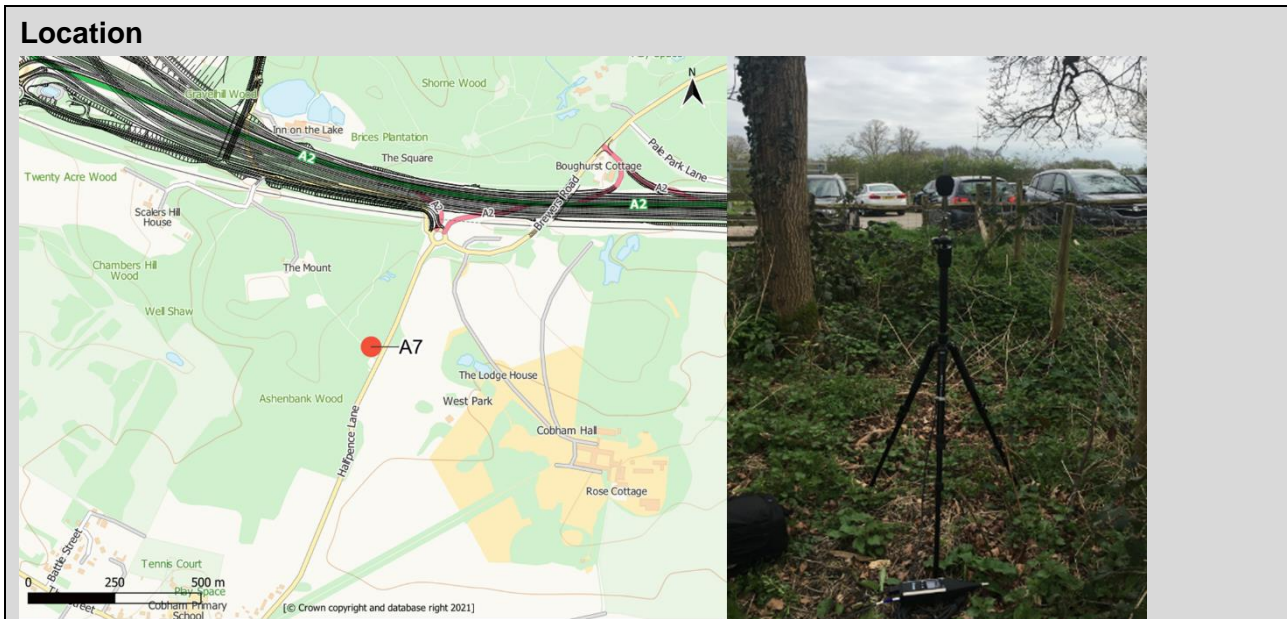 Location
Shorne Wood
N
Gravelhill Wood
Inn on the Lake
Brices Plantation
The Square
A2
Boughurst Cottage
Pale Park Lane
Twenty Acre Wood
A2
A2
A2
Brewers Road
Scalers Hill
House
Chambers Hill
Wood
The Mount
Well Shaw
A7
The Lodge House
Ashenbank Wood
West Park
Halfpence Lane
Cobham Hall
Rose Cottage
Battle Street
Tennis Court
0 250 500 m
Play Space
Cobham Primary
School
[© Crown copyright and database right 2021]